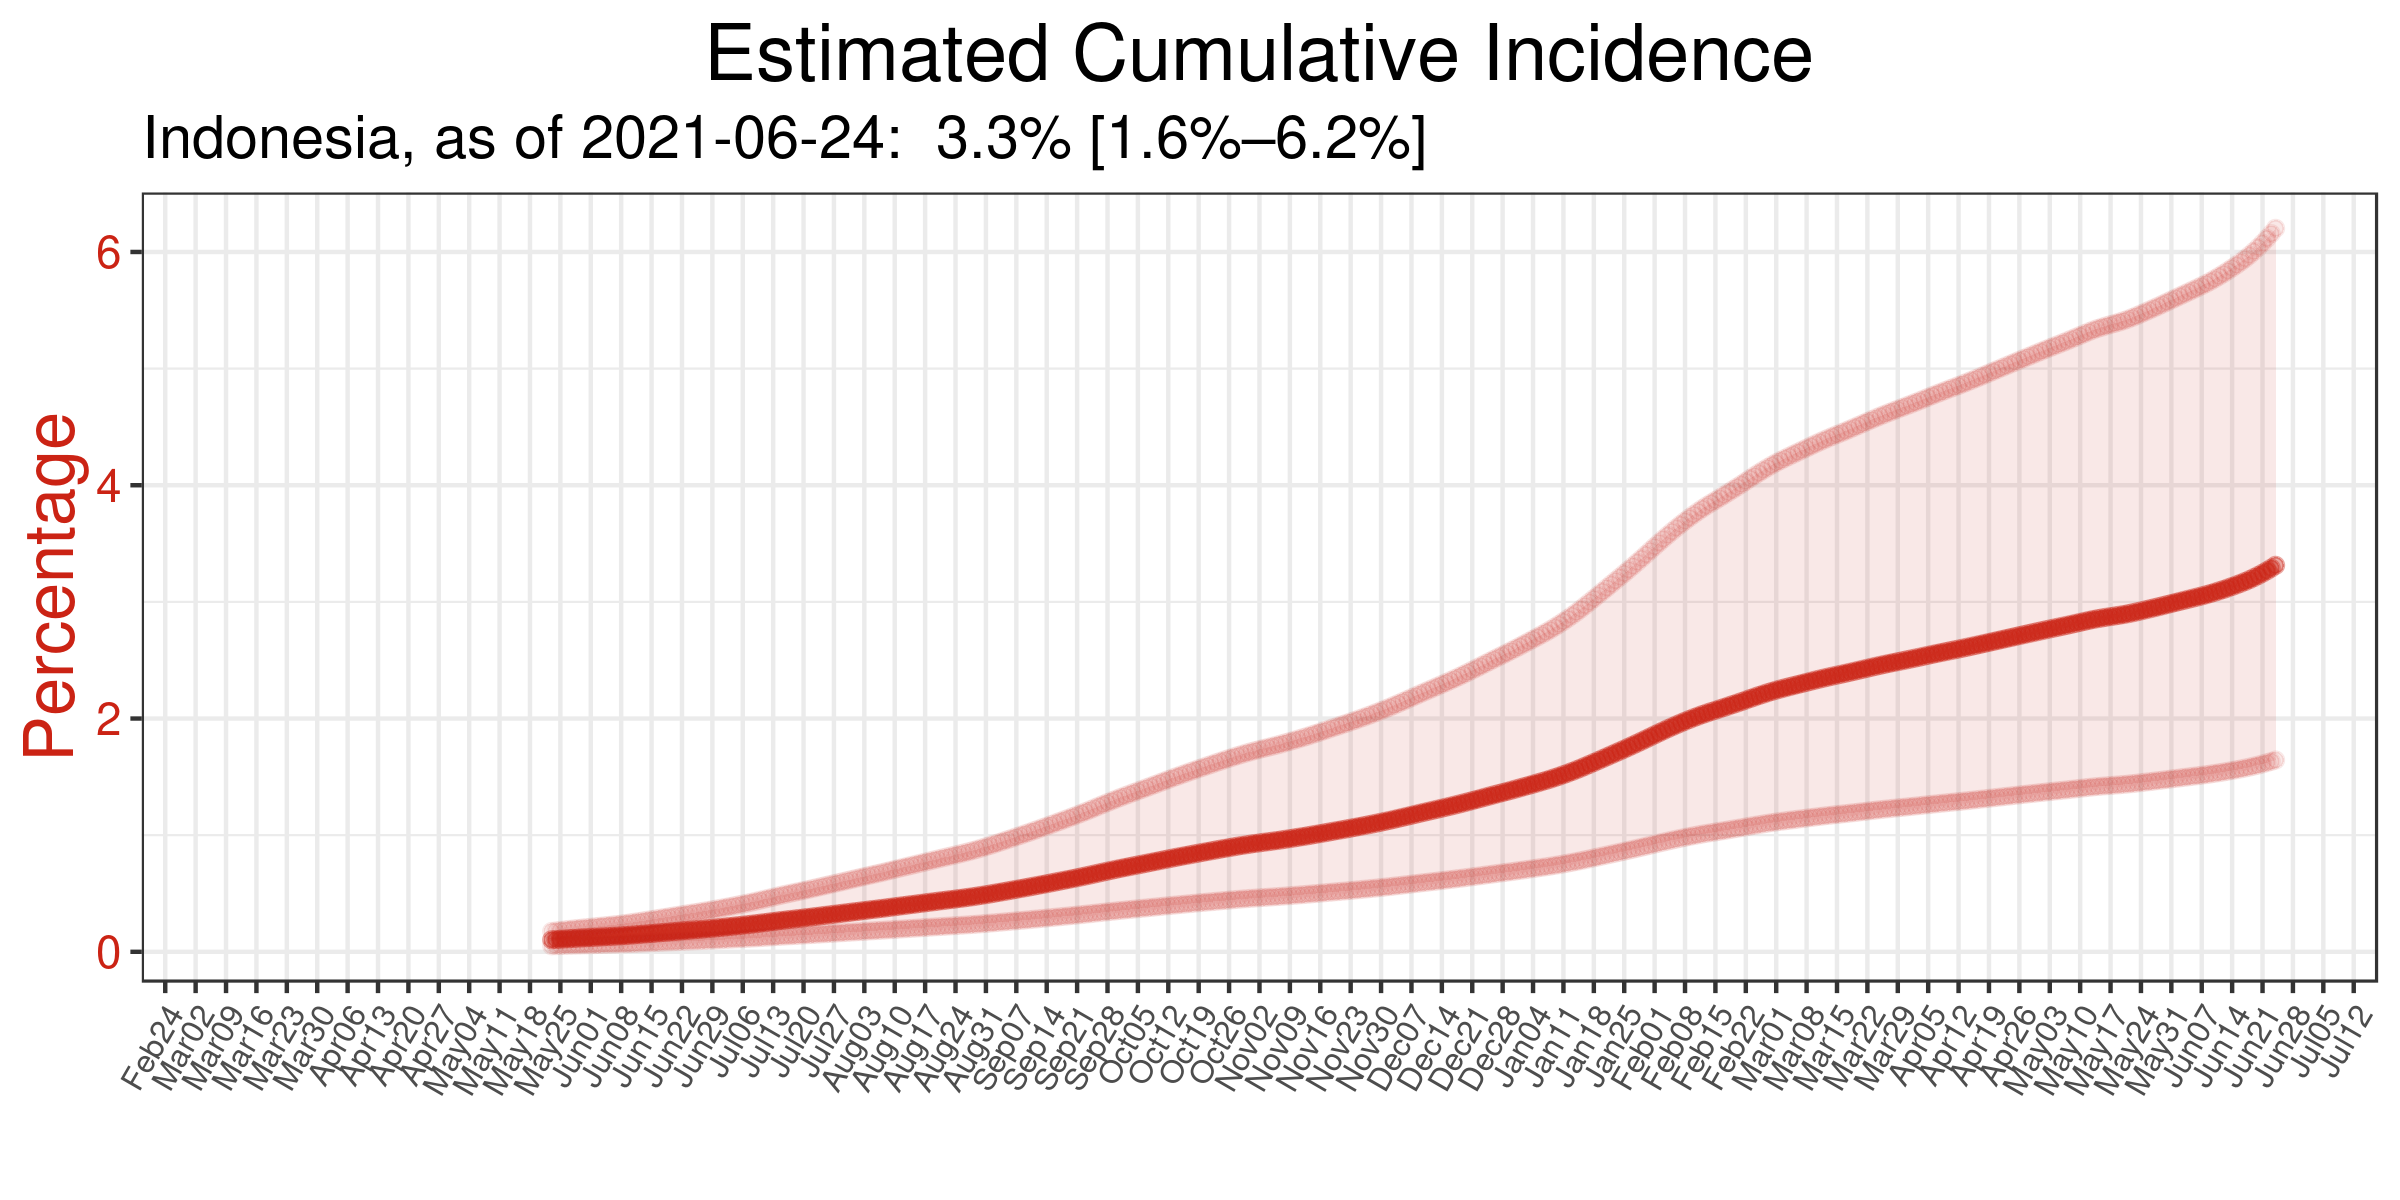 Estimated Cumulative Incidence
Indonesia, as of 2021-06-24:  3.3% [1.6%–6.2%]
Percentage
6
4
2
0
Feb24
Mar02
Mar09
Mar16
Mar23
Mar30
Apr06
Apr13
Apr20
Apr27
May04
May11
May18
May25
Jun01
Jun08
Jun15
Jun22
Jun29
Jul06
Jul13
Jul20
Jul27
Aug03
Aug10
Aug17
Aug24
Aug31
Sep07
Sep14
Sep21
Sep28
Oct05
Oct12
Oct19
Oct26
Nov02
Nov09
Nov16
Nov23
Nov30
Dec07
Dec14
Dec21
Dec28
Jan04
Jan11
Jan18
Jan25
Feb01
Feb08
Feb15
Feb22
Mar01
Mar08
Mar15
Mar22
Mar29
Apr05
Apr12
Apr19
Apr26
May03
May10
May17
May24
May31
Jun07
Jun14
Jun21
Jun28
Jul05
Jul12